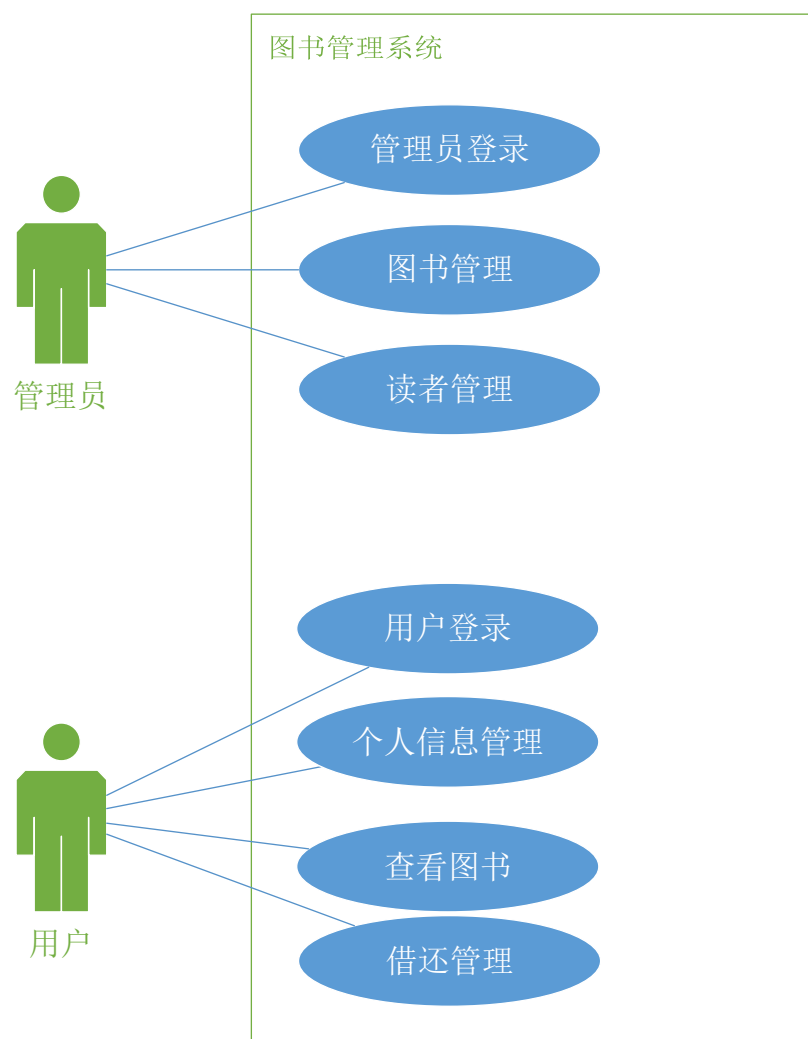 图书管理系统
管理员登录
图书管理
读者管理
管理员
用户登录
个人信息管理
查看图书
借还管理
用户